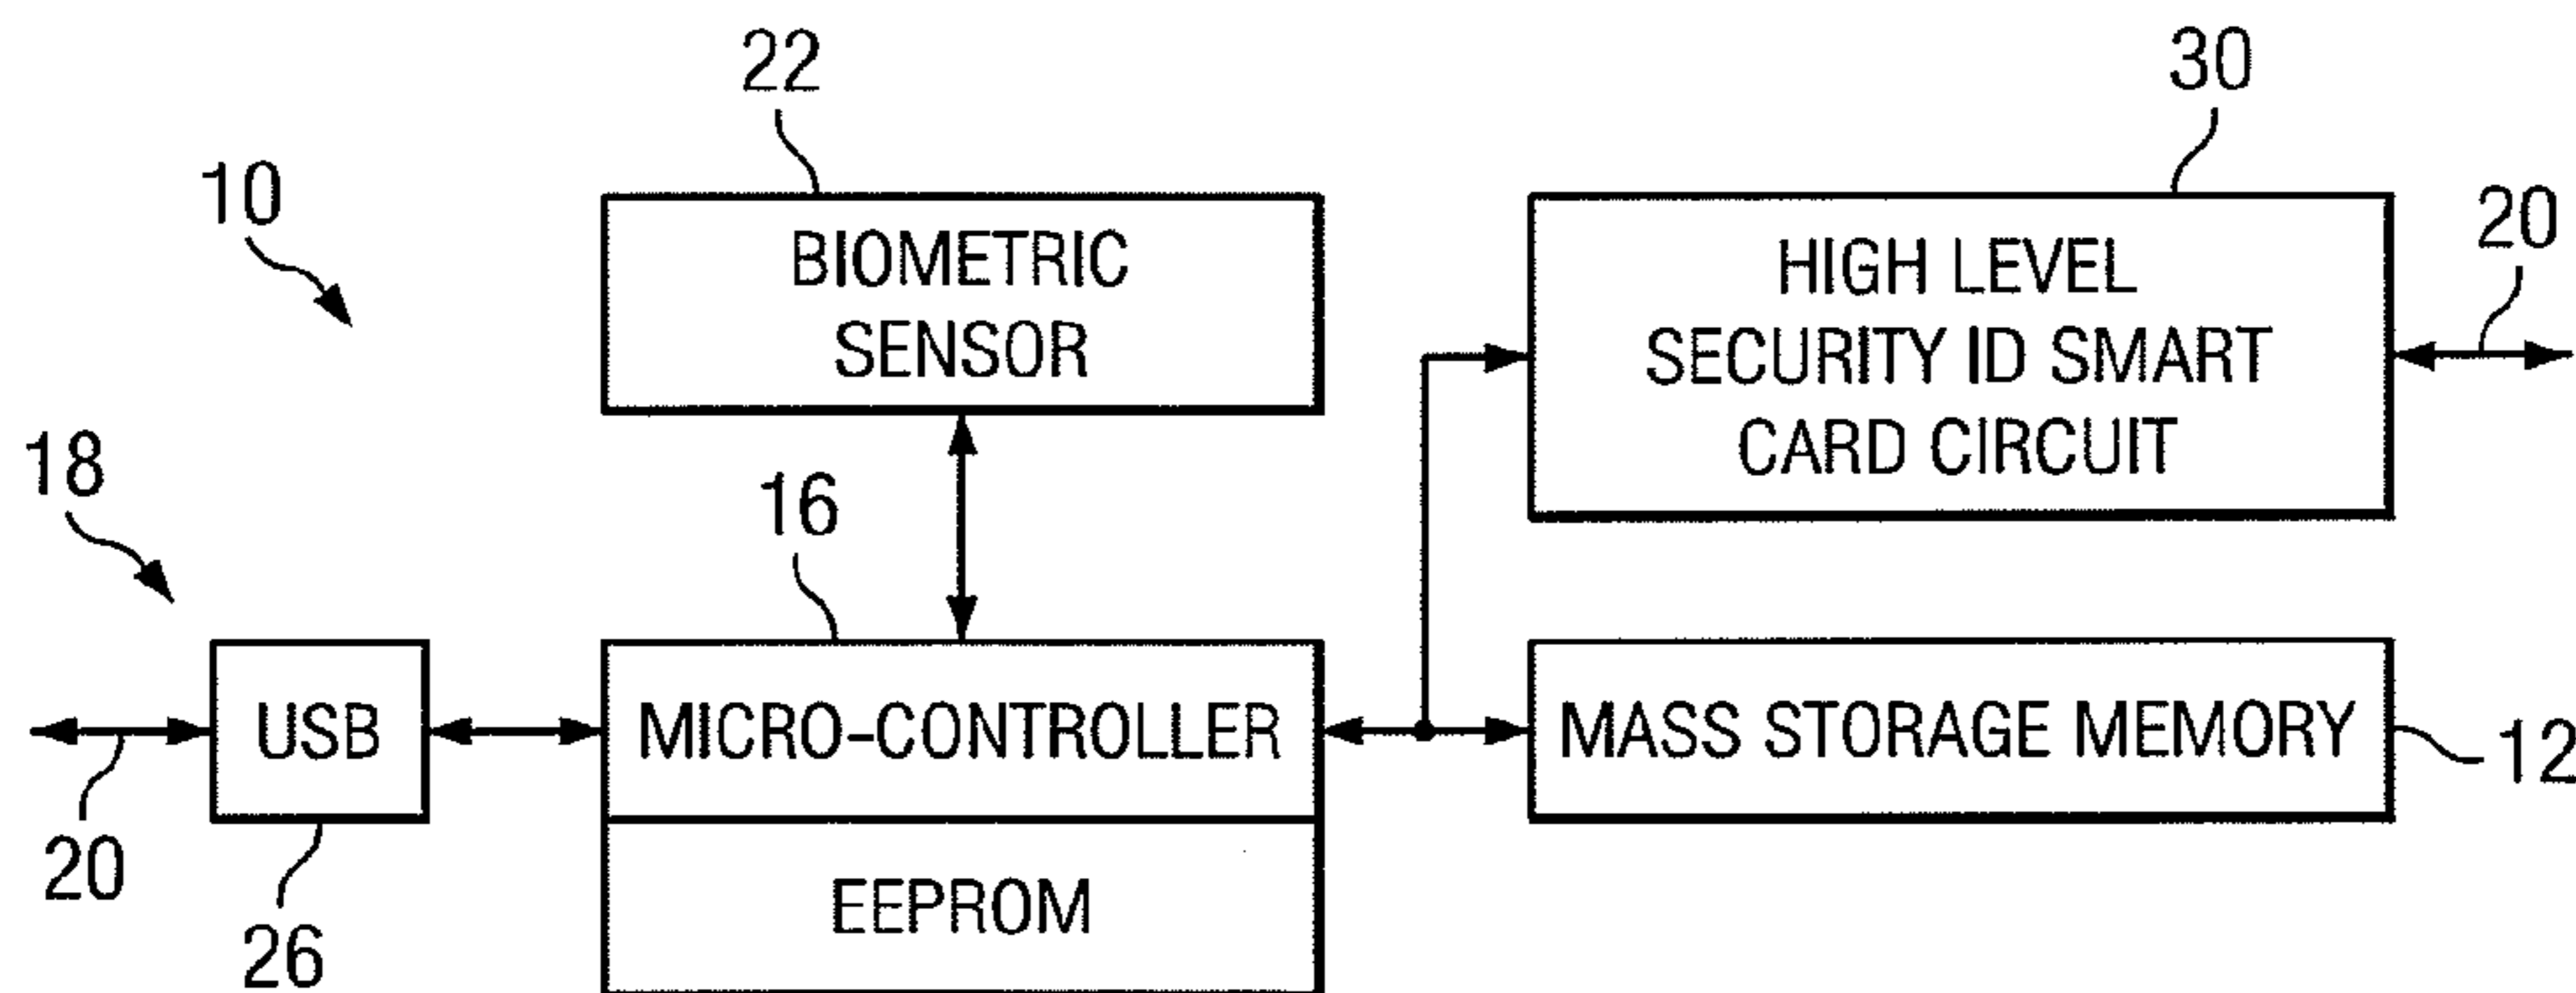 22
30
10
BIOMETRIC
SENSOR
HIGH LEVEL
SECURITY ID SMART
CARD CIRCUIT
20
18
16
USB
MICRO-CONTROLLER
MASS STORAGE MEMORY
12
20
26
EEPROM